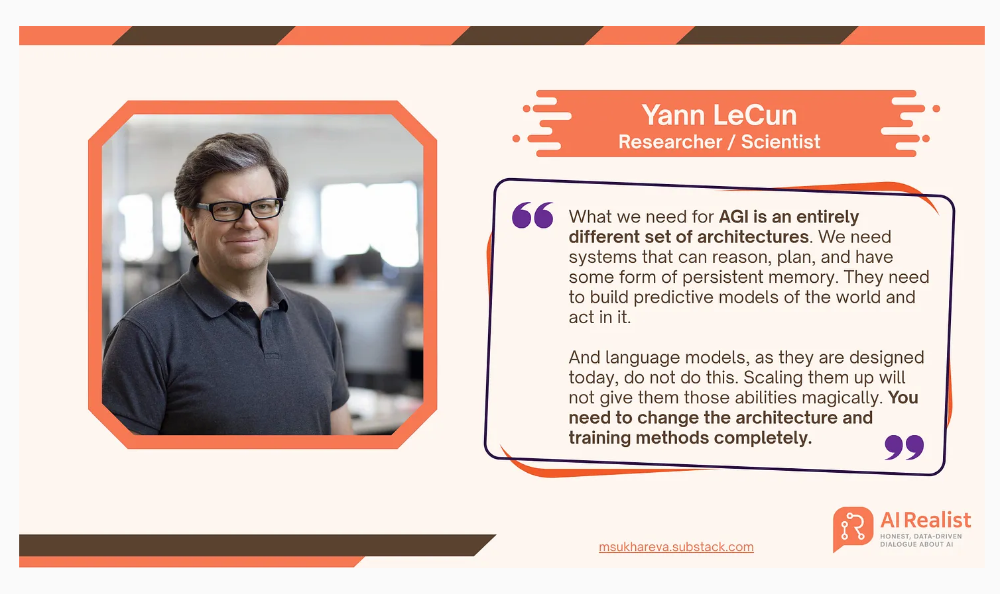 Yann LeCun
Researcher / Scientist
“ What we need for AGI is an entirely
different set of architectures. We need
systems that can reason, plan, and have
some form of persistent memory. They need
to build predictive models of the world and
act in it.
And language models, as they are designed
today, do not do this. Scaling them up will
not give them those abilities magically. You
need to change the architecture and
training methods completely. ”
AI Realist
HONEST, DATA-DRIVEN
DIALOGUE ABOUT AI
msukhareva.substack.com